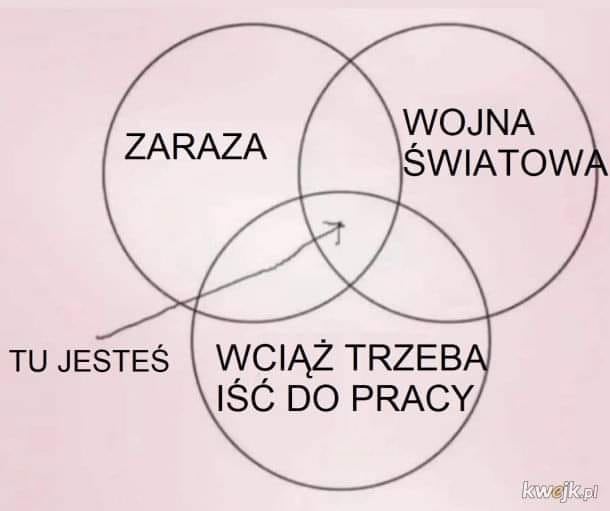 ZARAZA
WOJNA
ŚWIATOWA
TU JESTEŚ
WCIĄŻ TRZEBA
IŚĆ DO PRACY
kwejk.pl